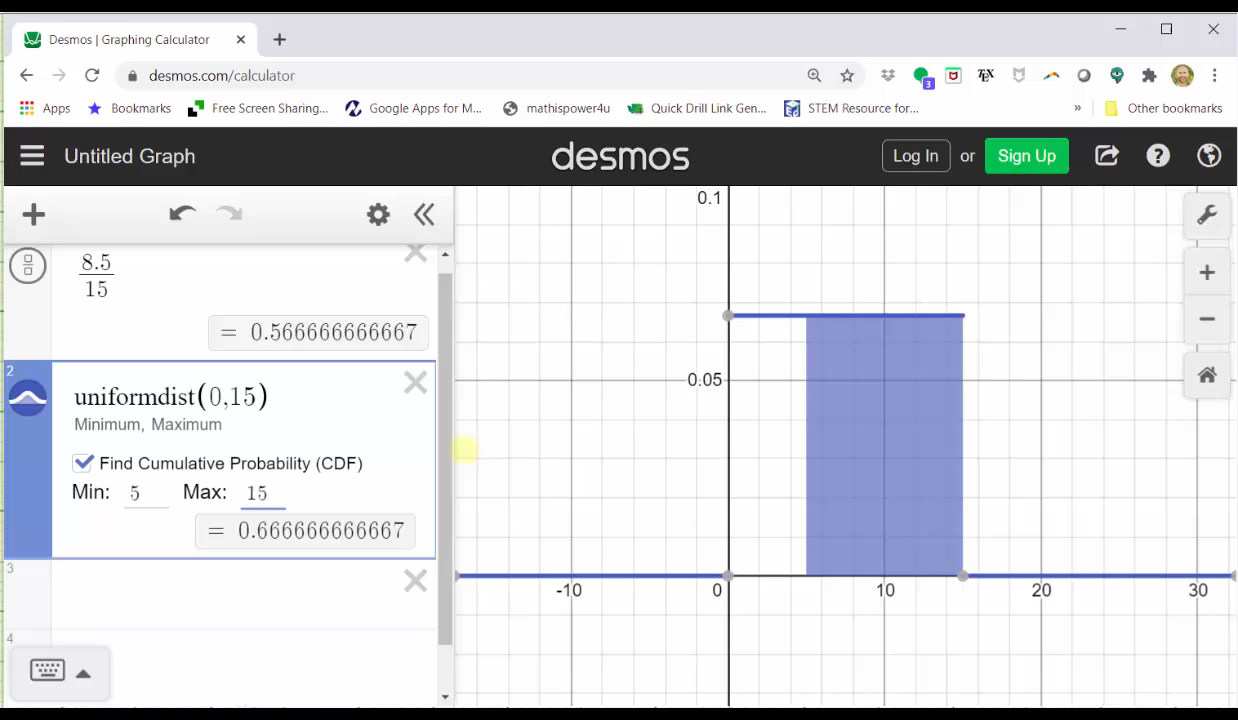 Desmos | Graphing Calculator
desmos.com/calculator
3
TEX
Apps
Bookmarks
Free Screen Sharing...
Google Apps for M...
mathispower4u
Quick Drill Link Gen...
STEM Resource for...
»
Other bookmarks
Untitled Graph
desmos
Log In or Sign Up
8.5
15
= 0.566666666667
2
uniformdist(0,15)
Minimum, Maximum
Find Cumulative Probability (CDF)
Min: 5 Max: 15
= 0.666666666667
3
4
0.1
0.05
-10 0 10 20 30